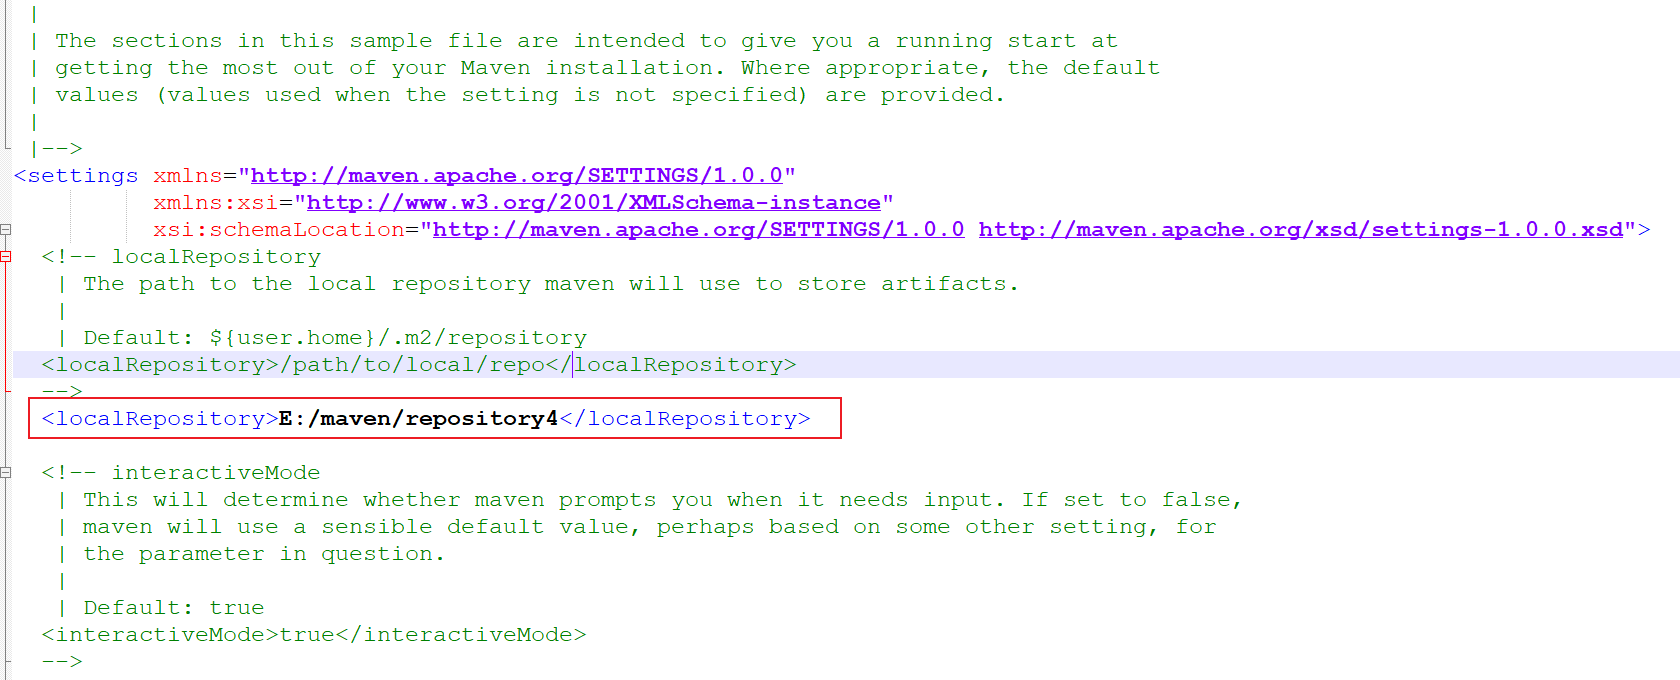 |
| The sections in this sample file are intended to give you a running start at
| getting the most out of your Maven installation. Where appropriate, the default
| values (values used when the setting is not specified) are provided.
|
|-->
<settings xmlns="http://maven.apache.org/SETTINGS/1.0.0"
xmlns:xsi="http://www.w3.org/2001/XMLSchema-instance"
xsi:schemaLocation="http://maven.apache.org/SETTINGS/1.0.0 http://maven.apache.org/xsd/settings-1.0.0.xsd">
<!-- localRepository
| The path to the local repository maven will use to store artifacts.
|
| Default: ${user.home}/.m2/repository
<localRepository>/path/to/local/repo</localRepository>
-->
<localRepository>E:/maven/repository4</localRepository>
<!-- interactiveMode
| This will determine whether maven prompts you when it needs input. If set to false,
| maven will use a sensible default value, perhaps based on some other setting, for
| the parameter in question.
|
| Default: true
<interactiveMode>true</interactiveMode>
-->